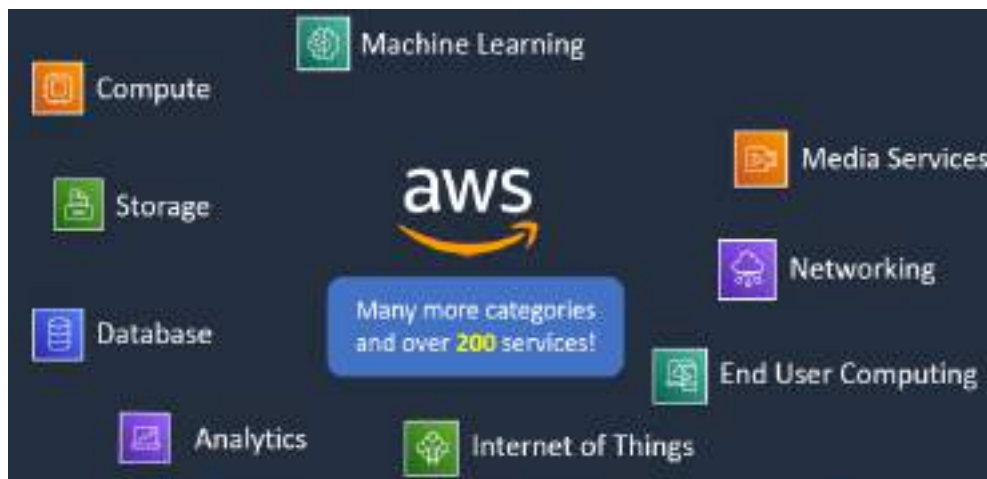 Machine Learning
Compute
Media Services
Storage
aws
Networking
Many more categories
and over 200 services!
Database
End User Computing
Analytics
Internet of Things